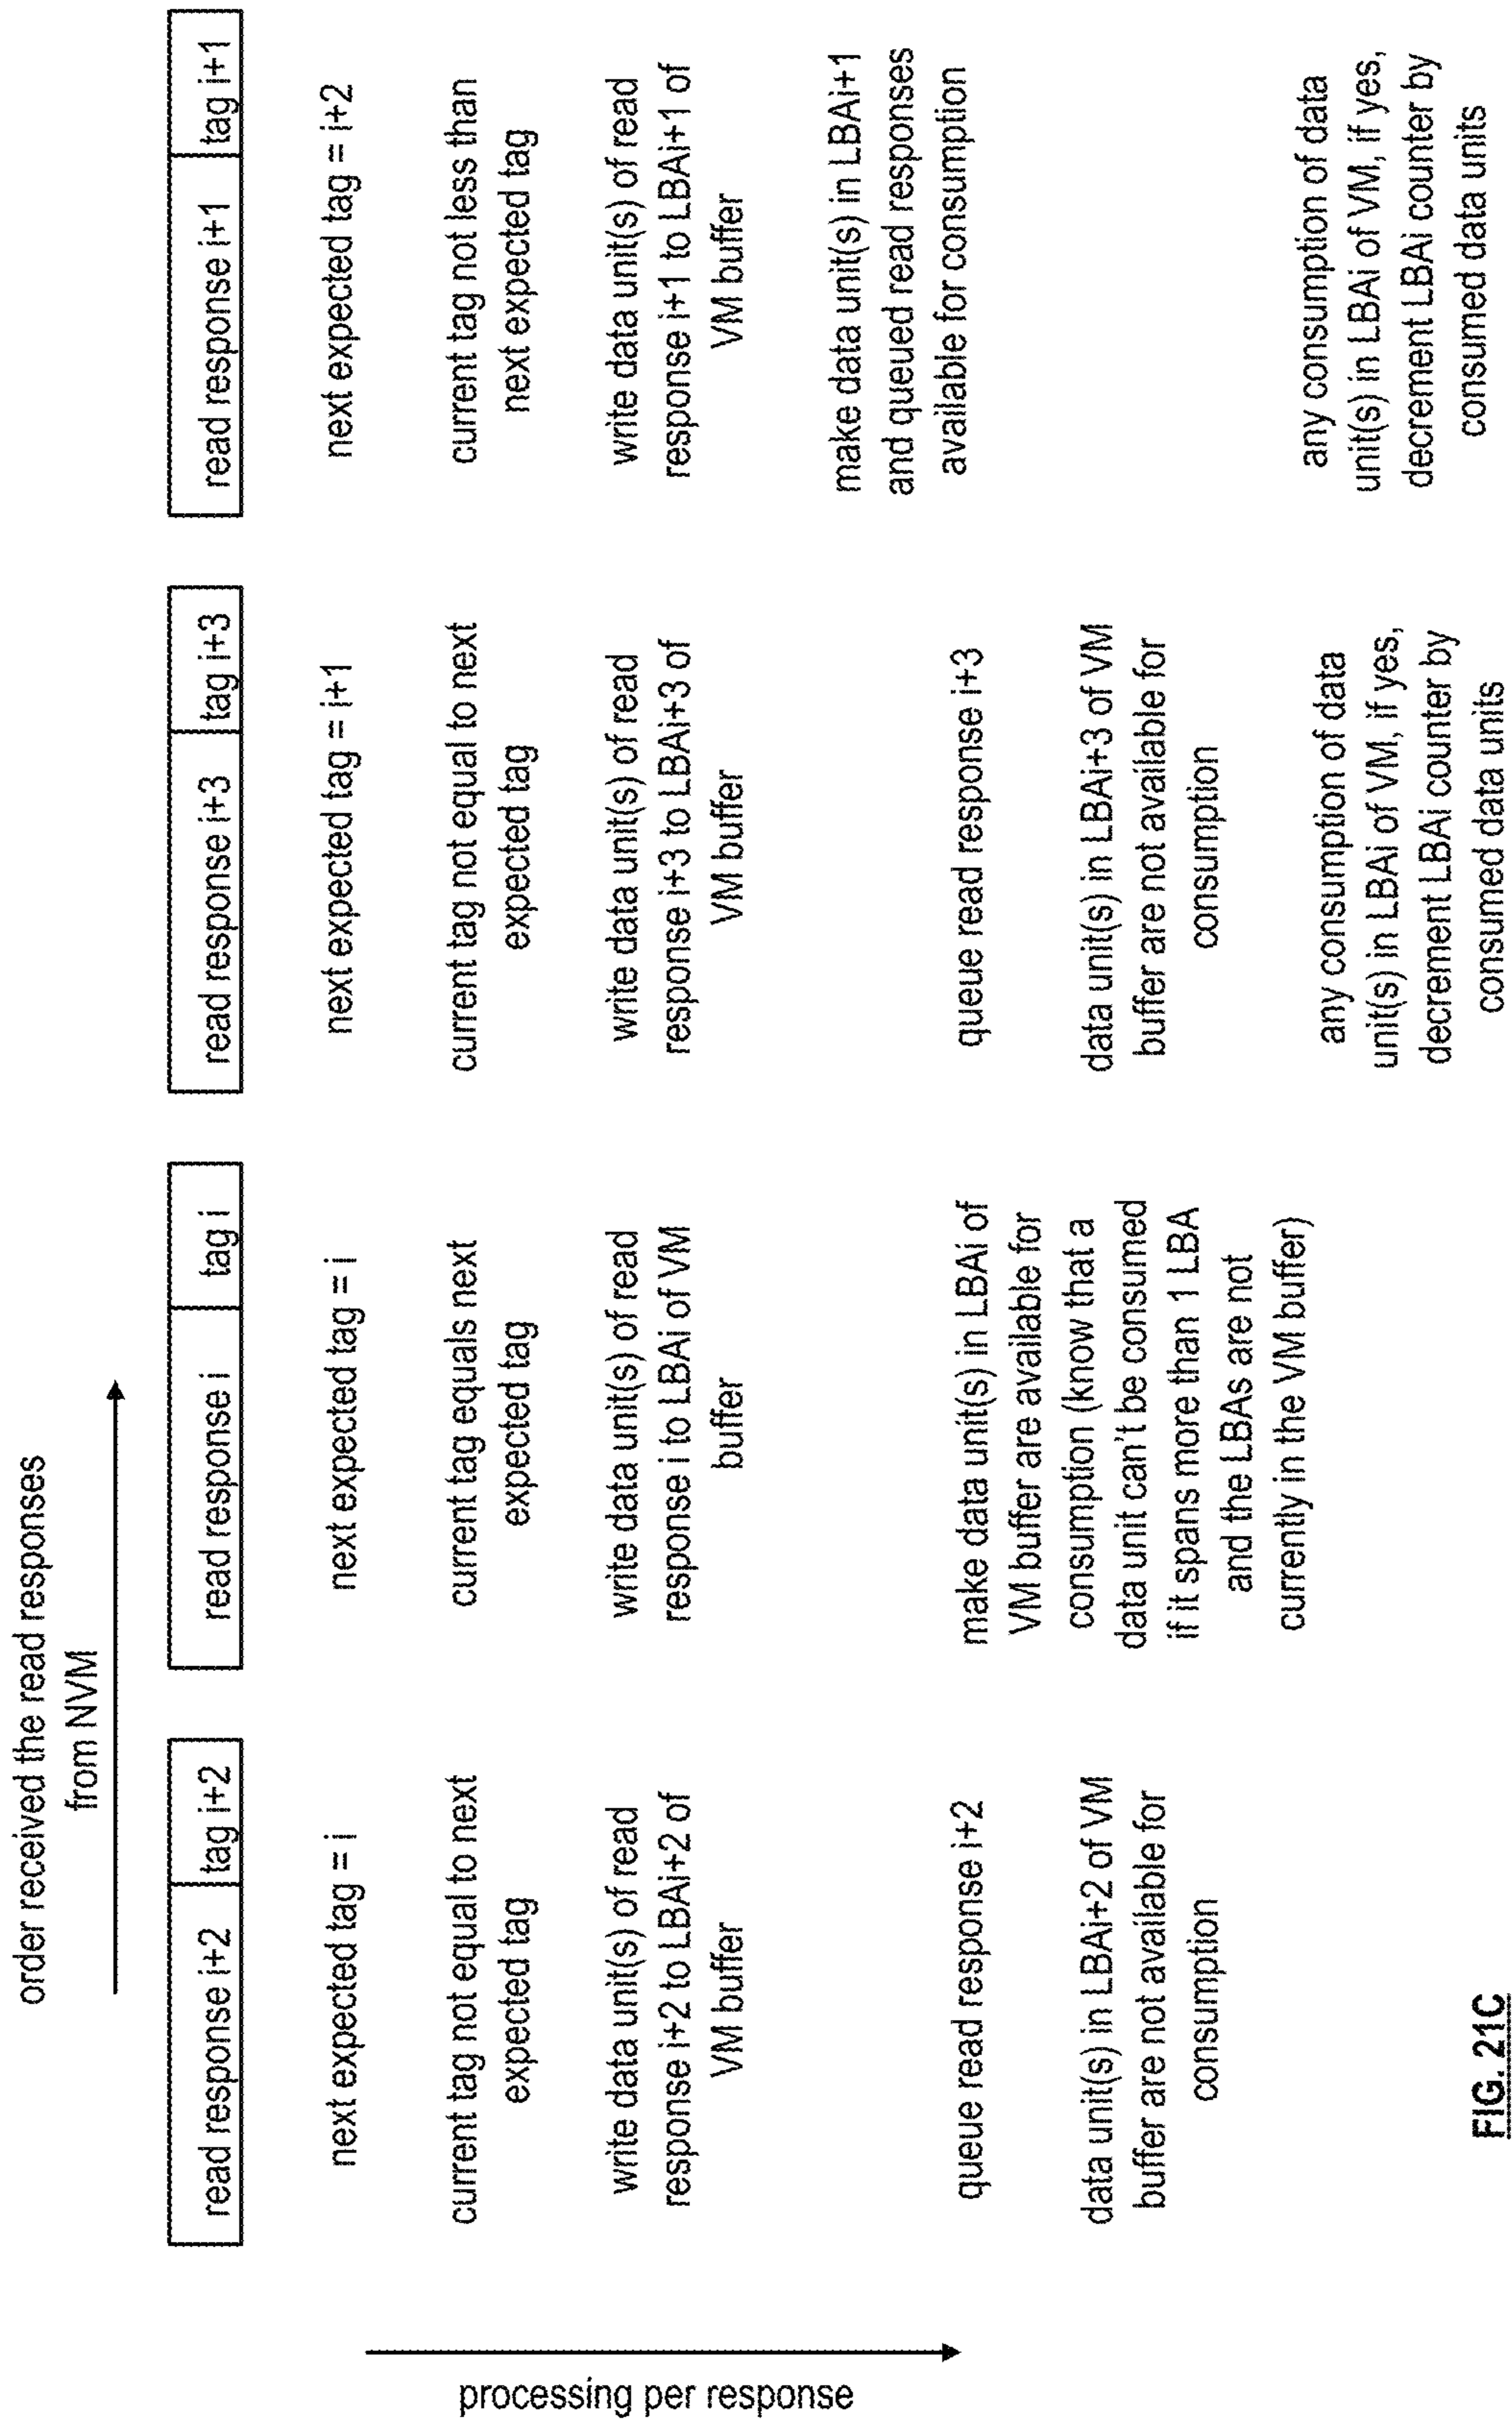 order received the read responses
from NVM
read response i+2
tag i+2
next expected tag = i
current tag not equal to next
expected tag
write data unit(s) of read
response i+2 to LBAi+2 of
VM buffer
queue read response i+2
data unit(s) in LBAi+2 of VM
buffer are not available for
consumption
read response i
tag i
next expected tag = i
current tag equals next
expected tag
write data unit(s) of read
response i to LBAi of VM
buffer
make data unit(s) in LBAi of
VM buffer are available for
consumption (know that a
data unit can't be consumed
if it spans more than 1 LBA
and the LBAs are not
currently in the VM buffer)
read response i+3
tag i+3
next expected tag = i+1
current tag not equal to next
expected tag
write data unit(s) of read
response i+3 to LBAi+3 of
VM buffer
queue read response i+3
data unit(s) in LBAi+3 of VM
buffer are not available for
consumption
any consumption of data
unit(s) in LBAi of VM, if yes,
decrement LBAi counter by
consumed data units
read response i+1
tag i+1
next expected tag = i+2
current tag not less than
next expected tag
write data unit(s) of read
response i+1 to LBAi+1 of
VM buffer
make data unit(s) in LBAi+1
and queued read responses
available for consumption
any consumption of data
unit(s) in LBAi of VM, if yes,
decrement LBAi counter by
consumed data units
processing per response
FIG. 21C